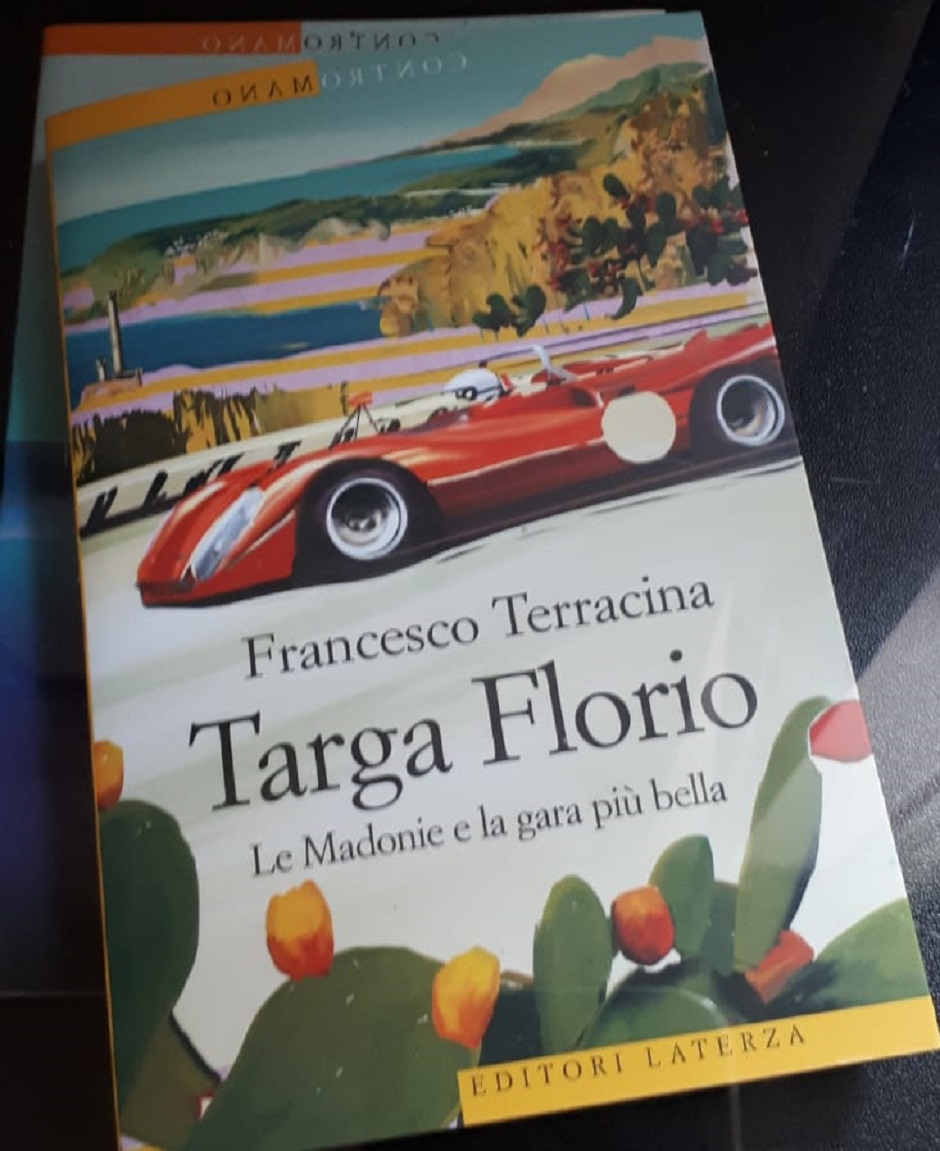 CONTROMANO
CONTROMANO
Francesco Terracina
Targa Florio
Le Madonie e la gara più bella
EDITORI LATERZA